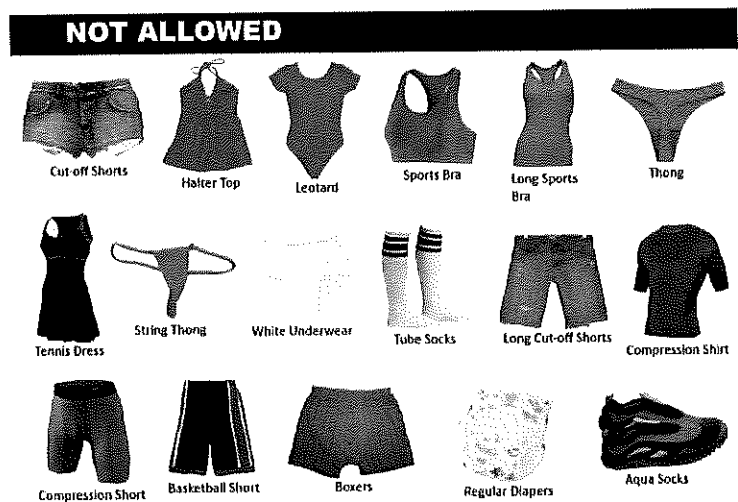 NOT ALLOWED
Cut-off Shorts
Halter Top
Leotard
Sports Bra
Long Sports
Bra
Thong
Tennis Dress
String Thong
White Underwear
Tube Socks
Long Cut-off Shorts
Compression Shirt
Compression Short
Basketball Short
Boxers
Regular Diapers
Aqua Socks